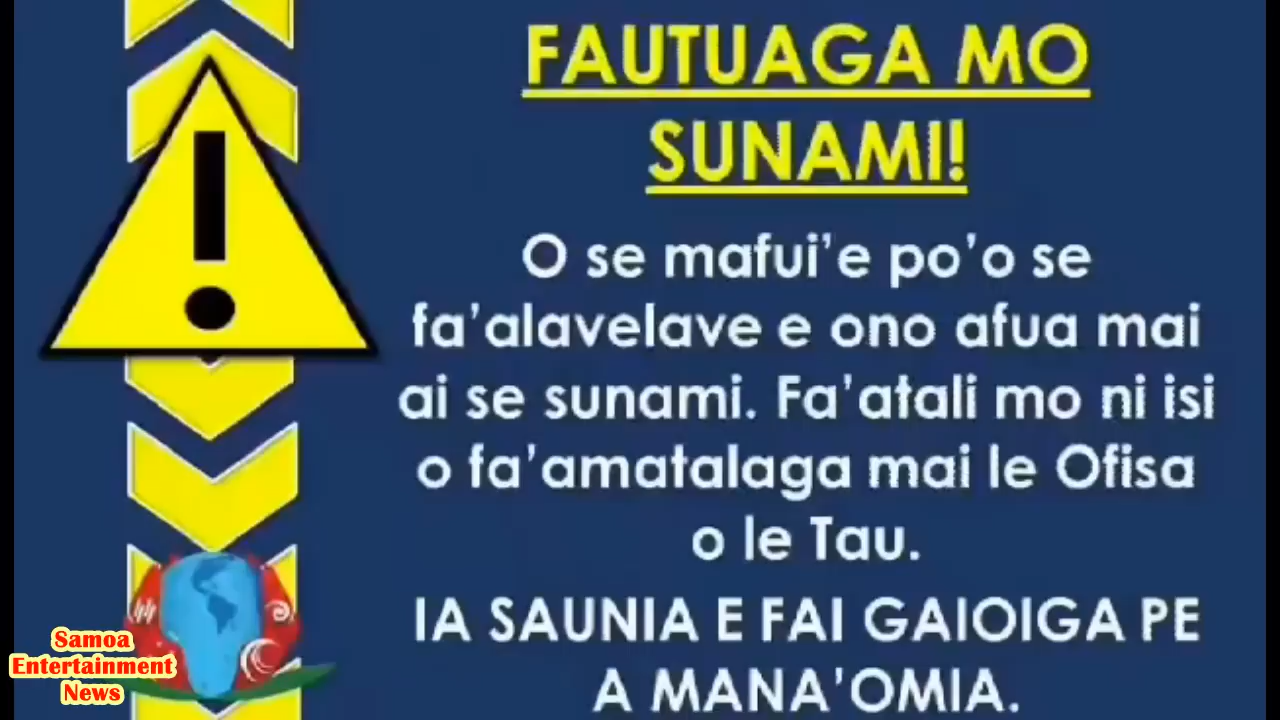 FAUTUAGA MO
SUNAMI!
O se mafui’e po’o se
fa’alavelave e ono afua mai
ai se sunami. Fa’atali mo ni isi
o fa’amatalaga mai le Ofisa
o le Tau.
IA SAUNIA E FAI GAIOIGA PE
A MANA’OMIA.
Samoa
Entertainment
News